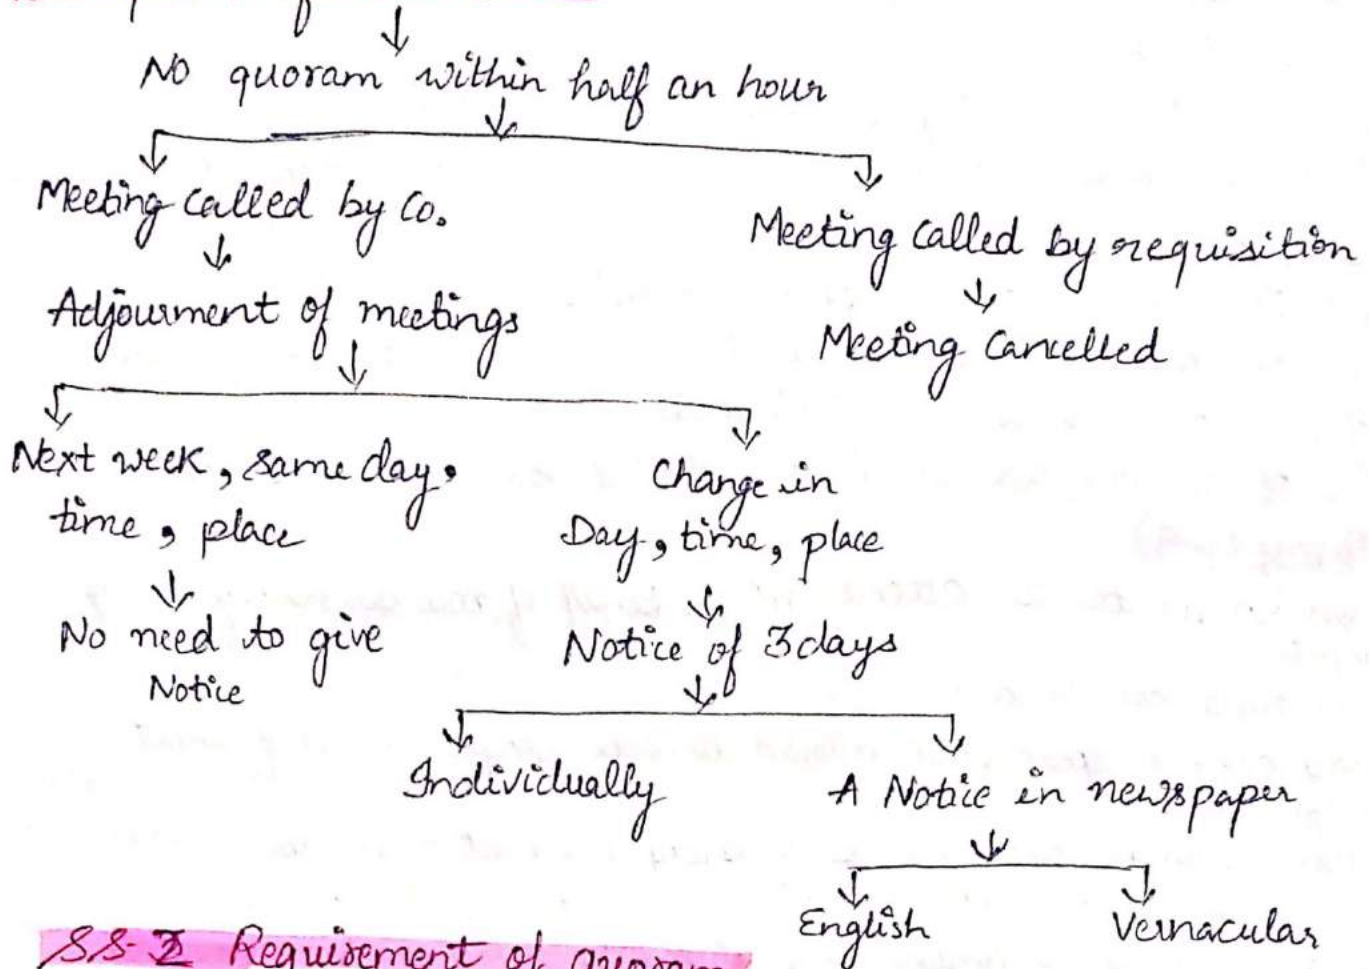 No quoram within half an hour
Meeting called by Co.
Meeting called by requisition
Adjourment of meetings
Meeting Cancelled
Next week, same day,
time, place
Change in
Day, time, place
No need to give
Notice
Notice of 3 days
Individually
A Notice in newspaper
English
Vernacular
SS-2 Requirement of quoram